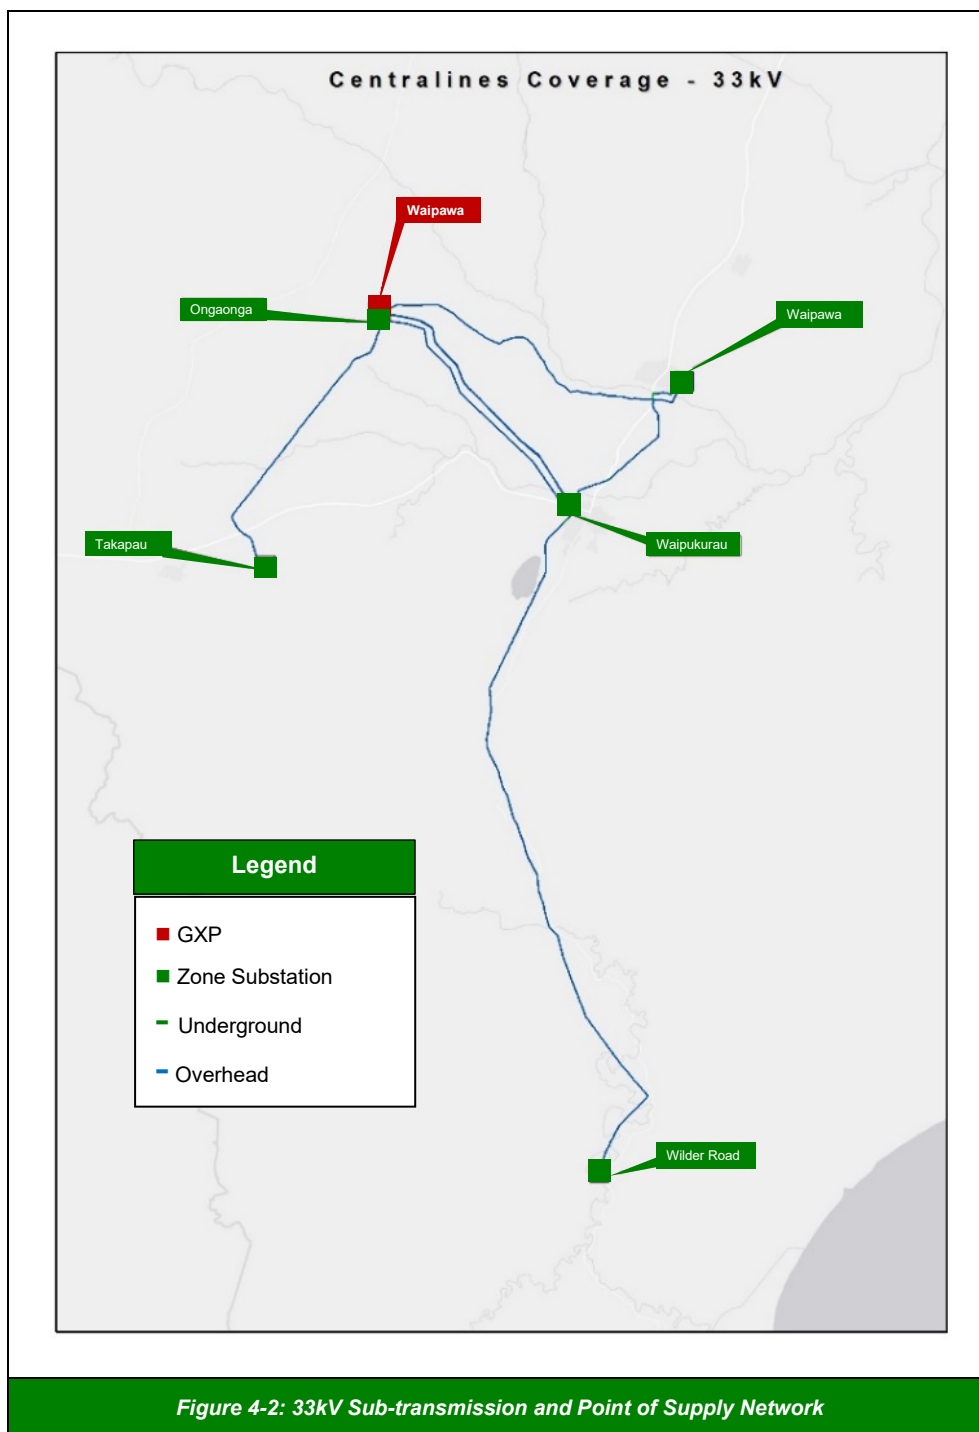 Centralines Coverage - 33kV
Waipawa
Ongaonga
Waipawa
Takapau
Waipukurau
Legend
GXP
Zone Substation
Underground
Overhead
Wilder Road
Figure 4-2: 33kV Sub-transmission and Point of Supply Network